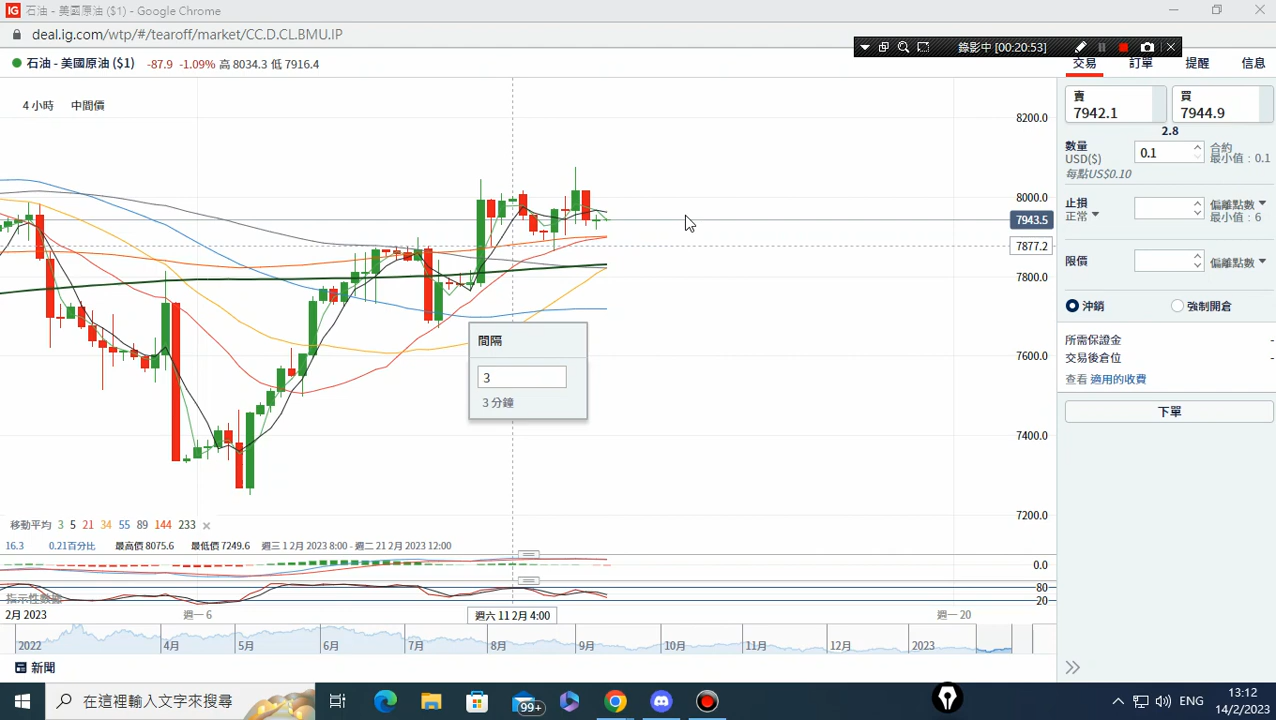 IG 石油 - 美國原油 ($1) - Google Chrome
deal.ig.com/wtp/#/tearoff/market/CC.D.CL.BMU.IP
錄影中 [00:20:53]
石油 - 美國原油 ($1) -87.9 -1.09% 高 8034.3 低 7916.4
交易 訂單 提醒 信息
4 小時 中間價
賣
7942.1
買
7944.9
2.8
數量
USD($)
0.1
合約
最小值 : 0.1
每點US$0.10
止損
正常
偏離點數
最小值 : 6
限價
偏離點數
沖銷 強制開倉
所需保證金 -
交易後倉位 -
查看 適用的收費
下單
8200.0
8000.0
7943.5
7877.2
7800.0
7600.0
7400.0
7200.0
間隔
3
3 分鐘
移動平均 3 5 21 34 55 89 144 233
16.3 0.21百分比 最高價 8075.6 最低價 7249.6 週三 1 2月 2023 8:00 - 週二 21 2月 2023 12:00
0.0
80
20
指示性數據
2月 2023 週一 6 週六 11 2月 4:00 週一 20
2022 4月 5月 6月 7月 8月 9月 10月 11月 12月 2023
新聞
在這裡輸入文字來搜尋
99+
ENG
13:12
14/2/2023